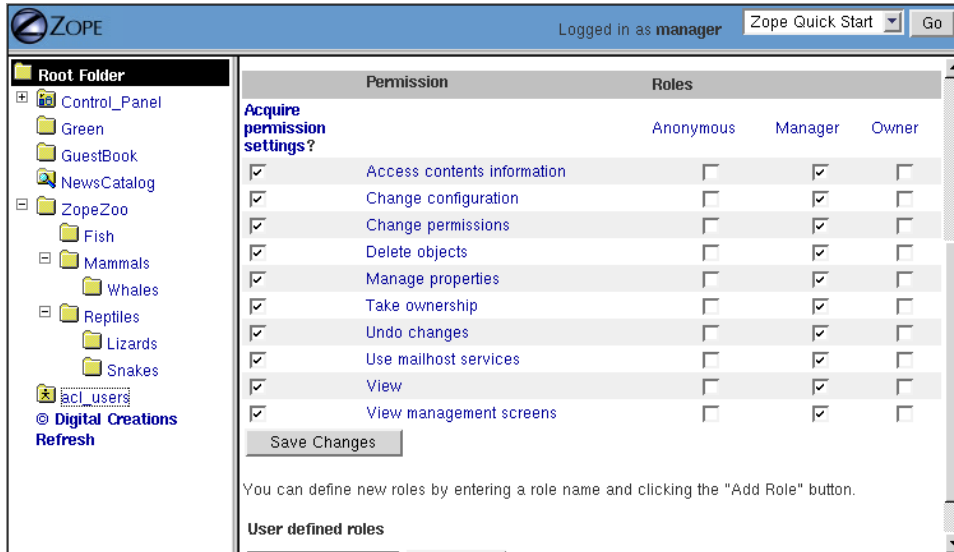 ZOPE
Logged in as manager
Zope Quick Start
Go
Root Folder
Control_Panel
Green
GuestBook
NewsCatalog
ZopeZoo
Fish
Mammals
Whales
Reptiles
Lizards
Snakes
acl_users
© Digital Creations
Refresh
Permission Roles
Acquire permission settings? Anonymous Manager Owner
Access contents information
Change configuration
Change permissions
Delete objects
Manage properties
Take ownership
Undo changes
Use mailhost services
View
View management screens
Save Changes
You can define new roles by entering a role name and clicking the "Add Role" button.
User defined roles